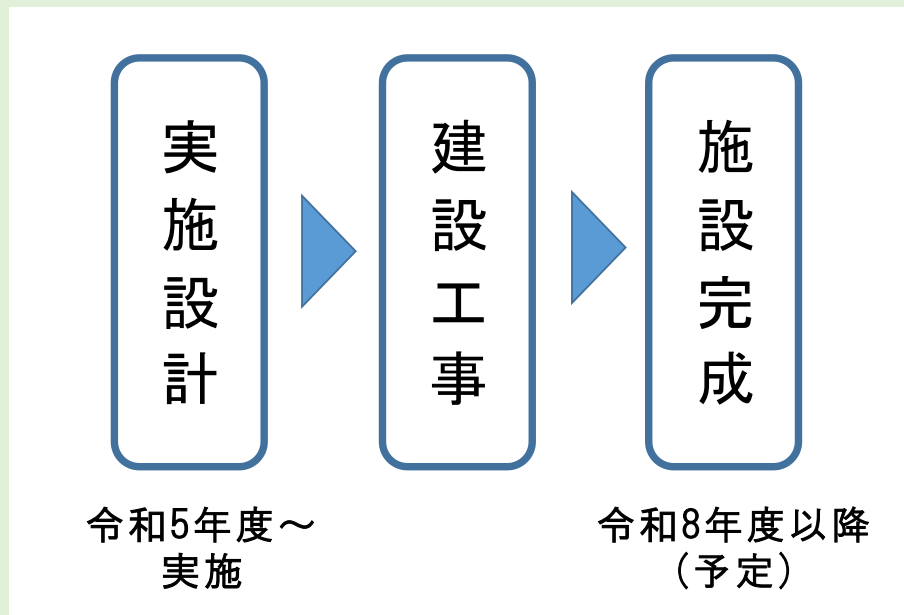 実施設計
建設工事
施設完成
令和5年度～
実施
令和8年度以降
(予定)